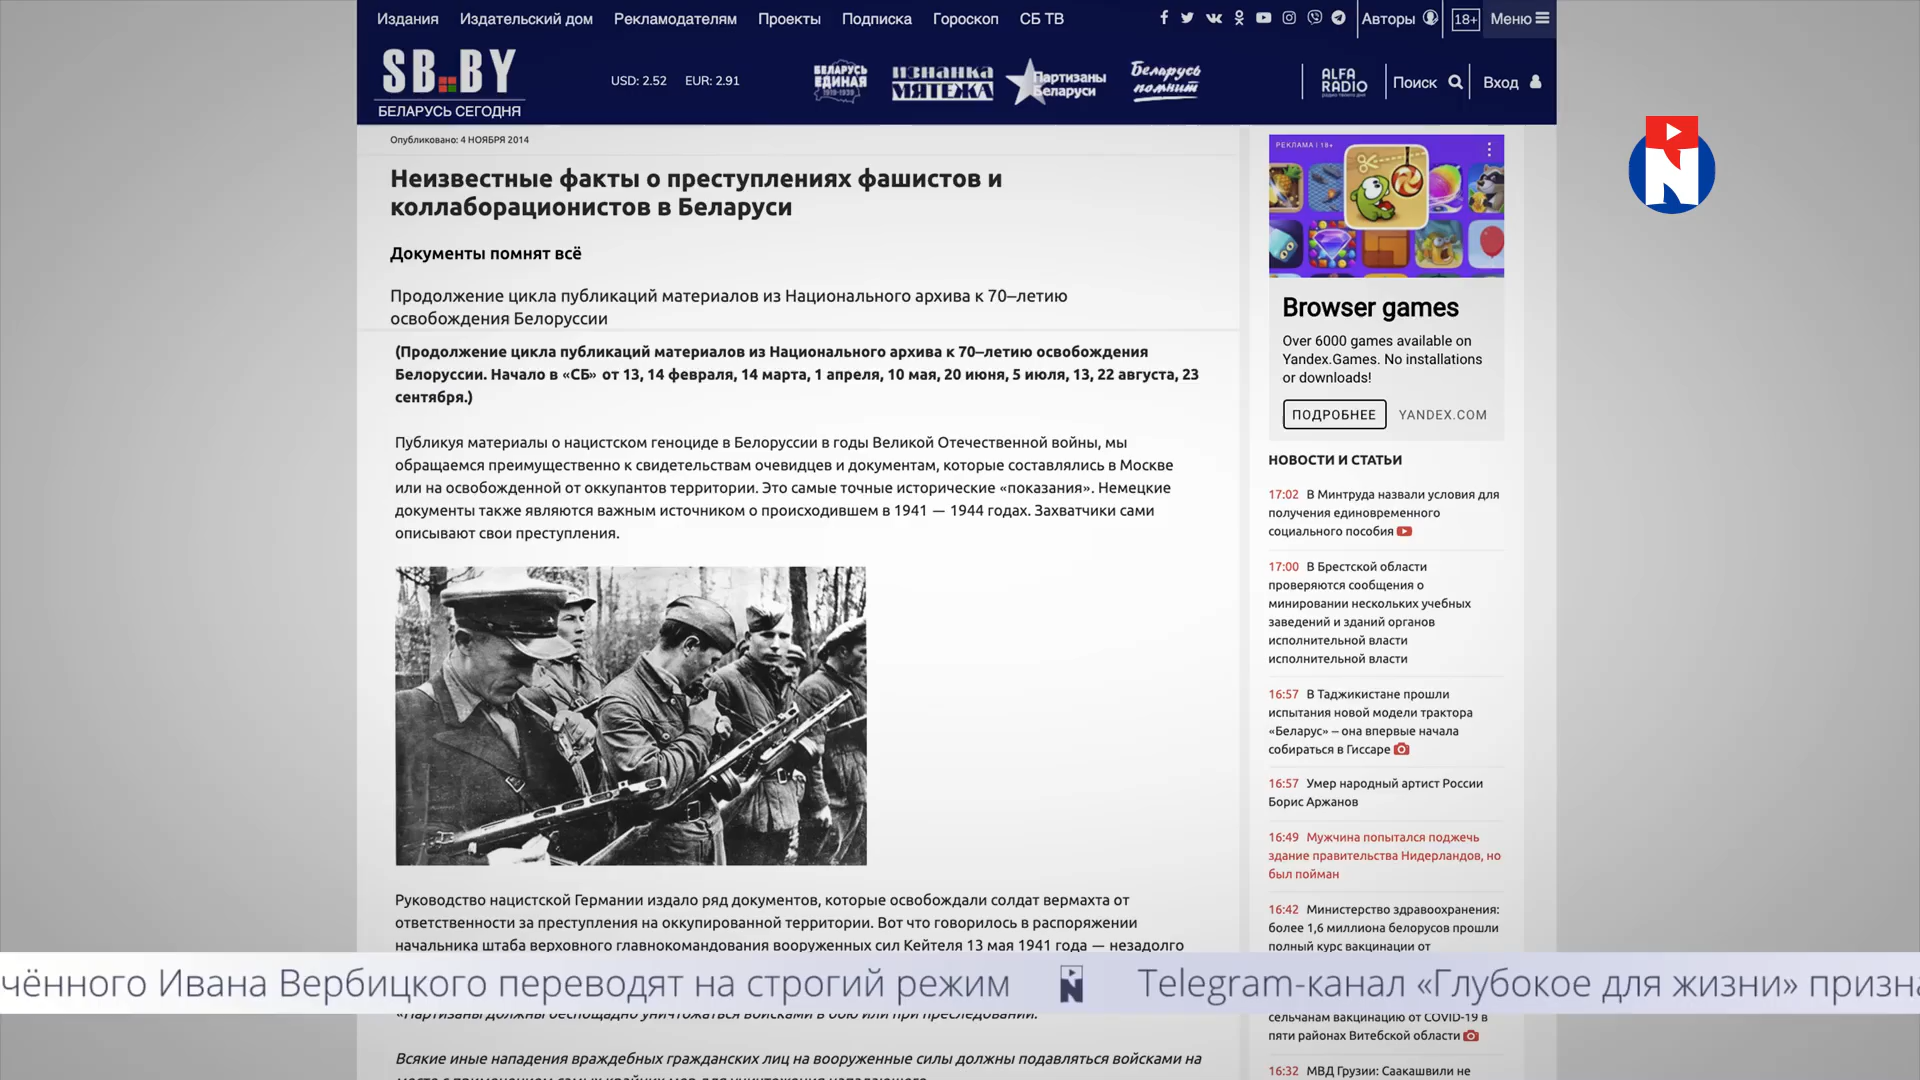 Издания Издательский дом Рекламодателям Проекты Подписка Гороскоп СБ ТВ Авторы 18+ Меню
SB BY
БЕЛАРУСЬ СЕГОДНЯ
USD: 2.52 EUR: 2.91
БЕЛАРУСЬ
ЕДИНАЯ
1919-1939
ИЗНАНКА
МЯТЕЖА
Партизаны
Беларуси
Беларусь
помнит
ALFA
RADIO
Поиск Вход
Опубликовано: 4 НОЯБРЯ 2014
Неизвестные факты о преступлениях фашистов и
коллаборационистов в Беларуси
Документы помнят всё
Продолжение цикла публикаций материалов из Национального архива к 70–летию
освобождения Белоруссии
(Продолжение цикла публикаций материалов из Национального архива к 70–летию освобождения
Белоруссии. Начало в «СБ» от 13, 14 февраля, 14 марта, 1 апреля, 10 мая, 20 июня, 5 июля, 13, 22 августа, 23
сентября.)
Публикуя материалы о нацистском геноциде в Белоруссии в годы Великой Отечественной войны, мы
обращаемся преимущественно к свидетельствам очевидцев и документам, которые составлялись в Москве
или на освобожденной от оккупантов территории. Это самые точные исторические «показания». Немецкие
документы также являются важным источником о происходившем в 1941 — 1944 годах. Захватчики сами
описывают свои преступления.
Руководство нацистской Германии издало ряд документов, которые освобождали солдат вермахта от
ответственности за преступления на оккупированной территории. Вот что говорилось в распоряжении
начальника штаба верховного главнокомандования вооруженных сил Кейтеля 13 мая 1941 года — незадолго
«Партизаны должны беспощадно уничтожаться войсками в бою или при преследовании.
Всякие иные нападения враждебных гражданских лиц на вооруженные силы должны подавляться войсками на
РЕКЛАМА | 18+
Browser games
Over 6000 games available on
Yandex.Games. No installations
or downloads!
ПОДРОБНЕЕ YANDEX.COM
НОВОСТИ И СТАТЬИ
17:02 В Минтруда назвали условия для
получения единовременного
социального пособия
17:00 В Брестской области
проверяются сообщения о
минировании нескольких учебных
заведений и зданий органов
исполнительной власти
исполнительной власти
16:57 В Таджикистане прошли
испытания новой модели трактора
«Беларус» – она впервые начала
собираться в Гиссаре
16:57 Умер народный артист России
Борис Аржанов
16:49 Мужчина попытался поджечь
здание правительства Нидерландов, но
был пойман
16:42 Министерство здравоохранения:
более 1,6 миллиона белорусов прошли
полный курс вакцинации от
сельчанам вакцинацию от COVID-19 в
пяти районах Витебской области
16:32 МВД Грузии: Саакашвили не
N
чённого Ивана Вербицкого переводят на строгий режим N Telegram-канал «Глубокое для жизни» призна